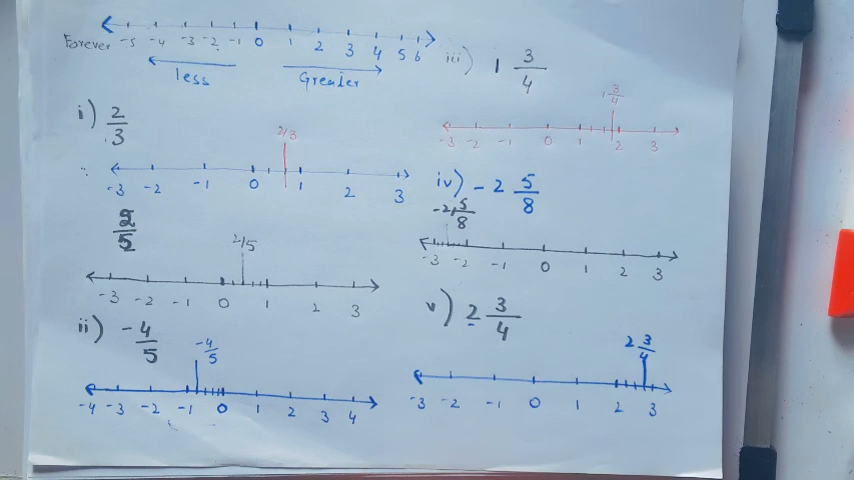 Forever -5 -4 -3 -2 -1 0 1 2 3 4 5 6
less Greater
i) 2/3
2/3
-3 -2 -1 0 1 2 3
2/5
2/5
-3 -2 -1 0 1 2 3
ii) -4/5
-4/5
-4 -3 -2 -1 0 1 2 3 4
iii) 1 3/4
1 3/4
-3 -2 -1 0 1 2 3
iv) -2 5/8
-2 5/8
-3 -2 -1 0 1 2 3
v) 2 3/4
2 3/4
-3 -2 -1 0 1 2 3